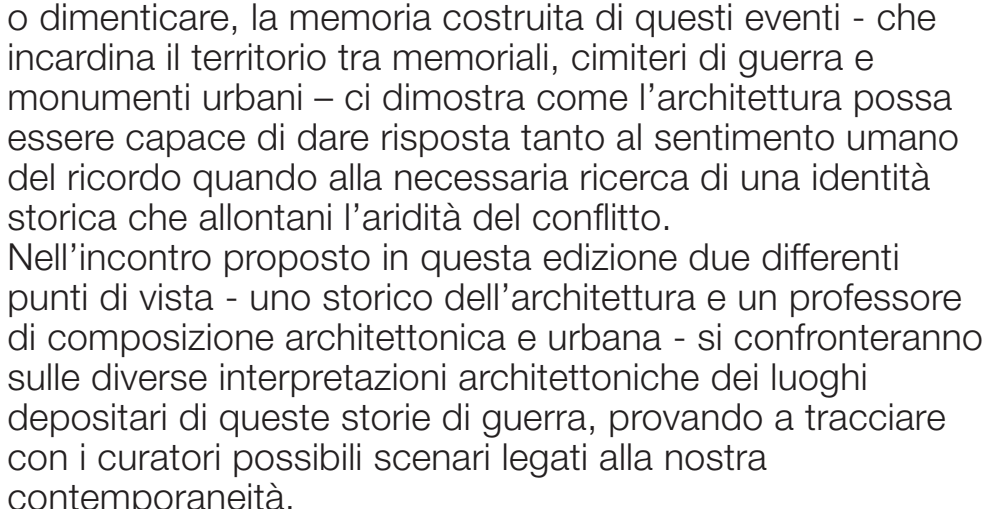 o dimenticare, la memoria costruita di questi eventi - che
incardina il territorio tra memoriali, cimiteri di guerra e
monumenti urbani – ci dimostra come l’architettura possa
essere capace di dare risposta tanto al sentimento umano
del ricordo quando alla necessaria ricerca di una identità
storica che allontani l’aridità del conflitto.
Nell’incontro proposto in questa edizione due differenti
punti di vista - uno storico dell’architettura e un professore
di composizione architettonica e urbana - si confronteranno
sulle diverse interpretazioni architettoniche dei luoghi
depositari di queste storie di guerra, provando a tracciare
con i curatori possibili scenari legati alla nostra
contemporaneità.